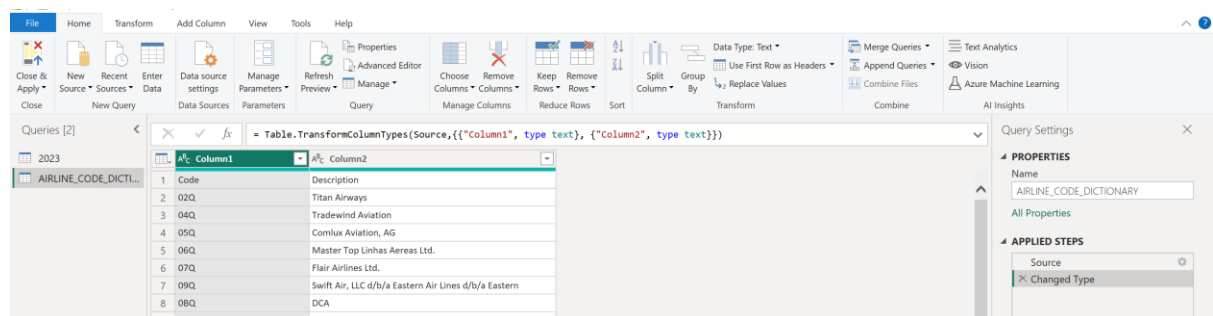 File Home Transform Add Column View Tools Help
Close & Apply
New Source
Recent Sources
Enter Data
Data source settings
Manage Parameters
Refresh Preview
Properties
Advanced Editor
Manage
Choose Columns
Remove Columns
Keep Rows
Remove Rows
Split Column
Group By
Data Type: Text
Use First Row as Headers
Replace Values
Merge Queries
Append Queries
Combine Files
Text Analytics
Vision
Azure Machine Learning
Close New Query Data Sources Parameters Query Manage Columns Reduce Rows Sort Transform Combine AI Insights
Queries [2]
2023
AIRLINE_CODE_DICTI...
fx = Table.TransformColumnTypes(Source,{{"Column1", type text}, {"Column2", type text}})
ABC Column1 ABC Column2
1 Code Description
2 02Q Titan Airways
3 04Q Tradewind Aviation
4 05Q Comlux Aviation, AG
5 06Q Master Top Linhas Aereas Ltd.
6 07Q Flair Airlines Ltd.
7 09Q Swift Air, LLC d/b/a Eastern Air Lines d/b/a Eastern
8 0BQ DCA
Query Settings
PROPERTIES
Name
AIRLINE_CODE_DICTIONARY
All Properties
APPLIED STEPS
Source
Changed Type